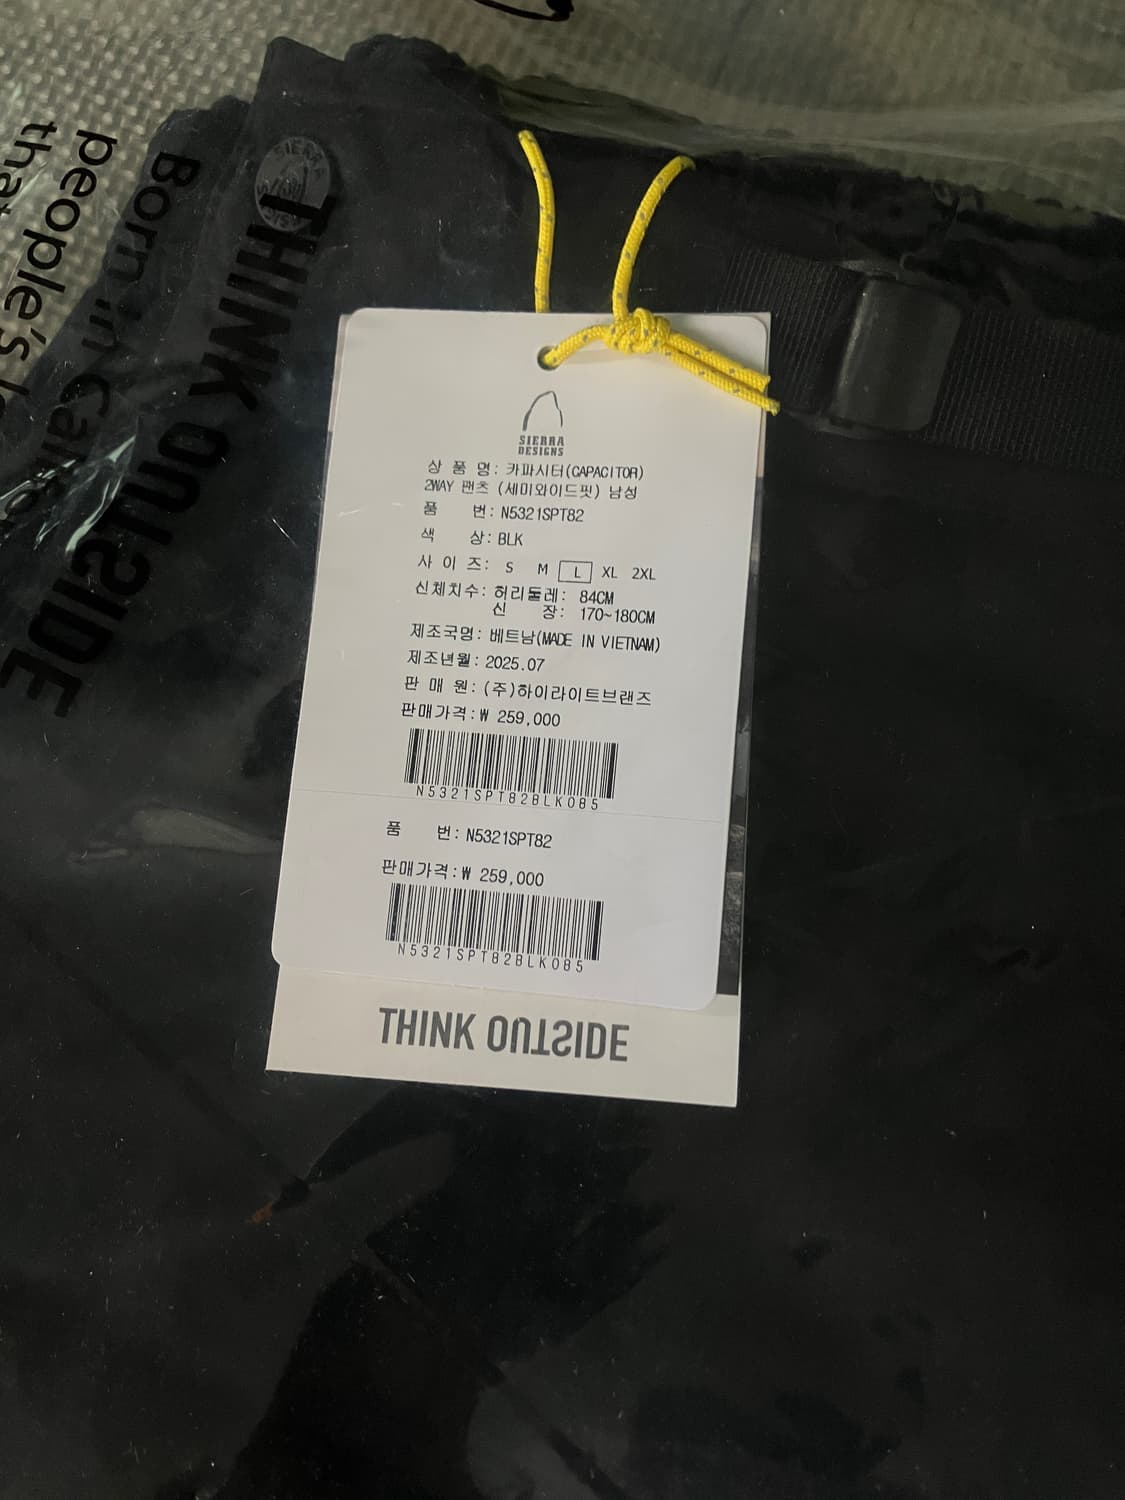 SIERRA
DESIGNS
상 품 명: 카파시터(CAPACITOR)
2WAY 팬츠 (세미와이드핏) 남성
품 번: N5321SPT82
색 상: BLK
사 이 즈: S M L XL 2XL
신체치수: 허리둘레: 84CM
신 장: 170~180CM
제조국명: 베트남(MADE IN VIETNAM)
제조년월: 2025.07
판 매 원: (주)하이라이트브랜즈
판매가격:₩ 259,000
N5321SPT82BLK085
품 번: N5321SPT82
판매가격:₩ 259,000
N5321SPT82BLK085
THINK OUTSIDE
THINK OUTSIDE
Born in
people's
that
SIERRA